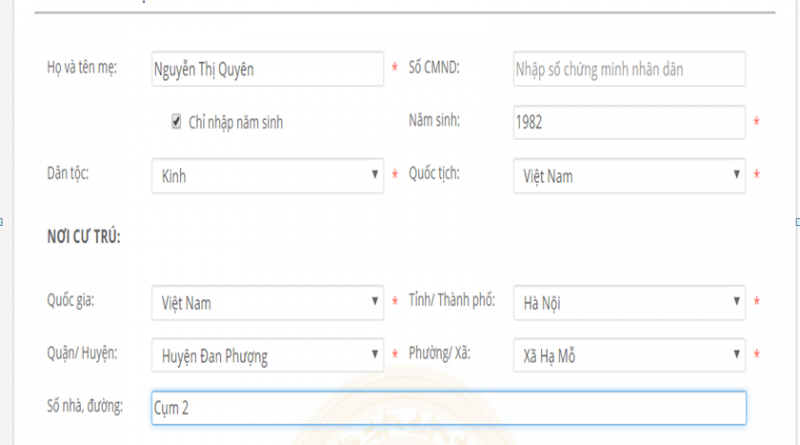 Họ và tên mẹ: Nguyễn Thị Quyên * Số CMND: Nhập số chứng minh nhân dân
Chỉ nhập năm sinh Năm sinh: 1982 *
Dân tộc: Kinh * Quốc tịch: Việt Nam *
NƠI CƯ TRÚ:
Quốc gia: Việt Nam * Tỉnh/ Thành phố: Hà Nội *
Quận/ Huyện: Huyện Đan Phượng * Phường/ Xã: Xã Hạ Mỗ *
Số nhà, đường: Cụm 2